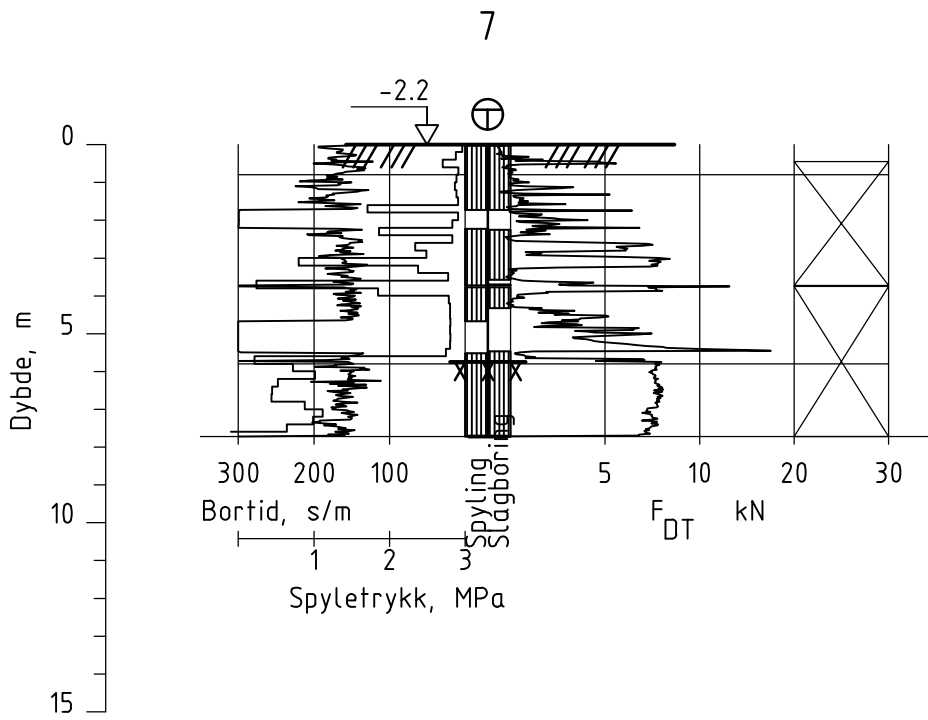 7
-2.2
0
5
10
15
Dybde, m
300 200 100 5 10 20 30
Bortid, s/m
F DT kN
Spyling
Slagboring
1 2 3
Spyletrykk, MPa